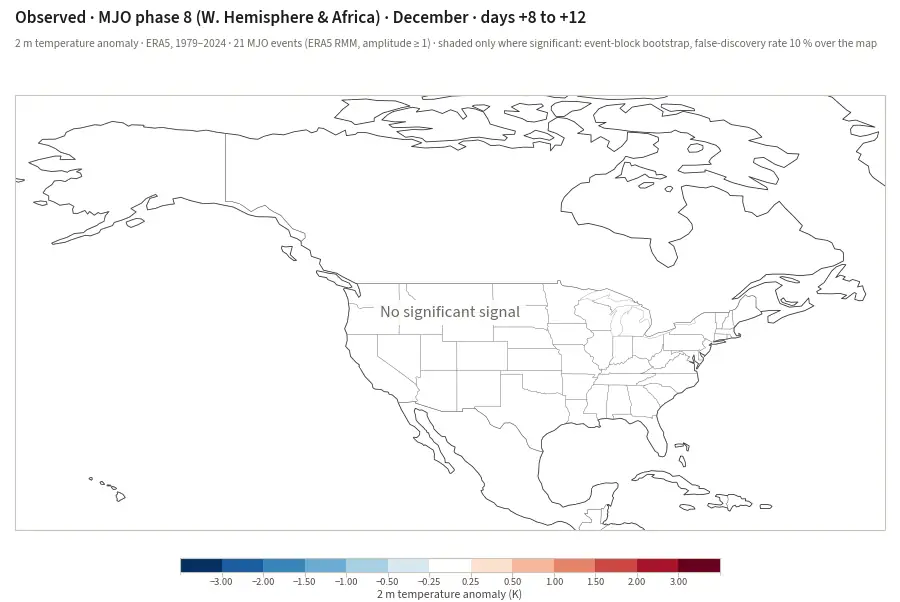 Observed · MJO phase 8 (W. Hemisphere & Africa) · December · days +8 to +12
2 m temperature anomaly · ERA5, 1979–2024 · 21 MJO events (ERA5 RMM, amplitude ≥ 1) · shaded only where significant: event-block bootstrap, false-discovery rate 10 % over the map
No significant signal
−3.00 −2.00 −1.50 −1.00 −0.50 −0.25 0.25 0.50 1.00 1.50 2.00 3.00
2 m temperature anomaly (K)